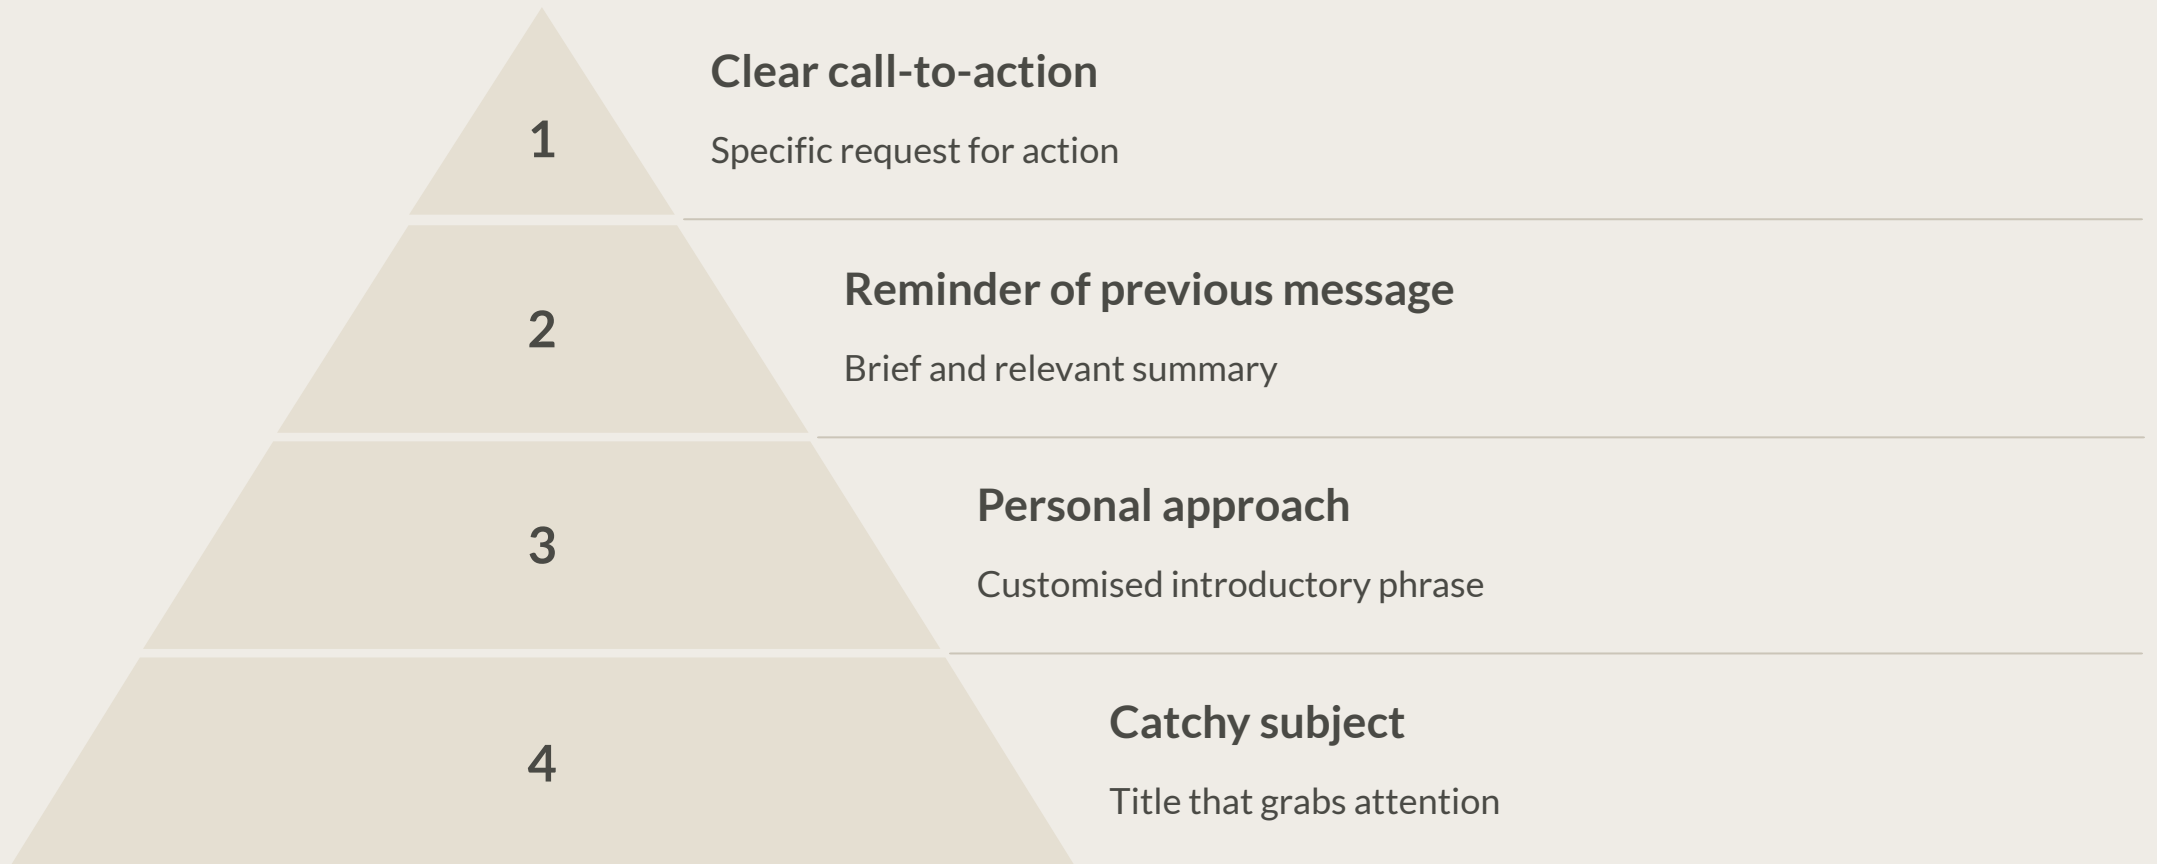 1
Clear call-to-action
Specific request for action
2
Reminder of previous message
Brief and relevant summary
3
Personal approach
Customised introductory phrase
4
Catchy subject
Title that grabs attention